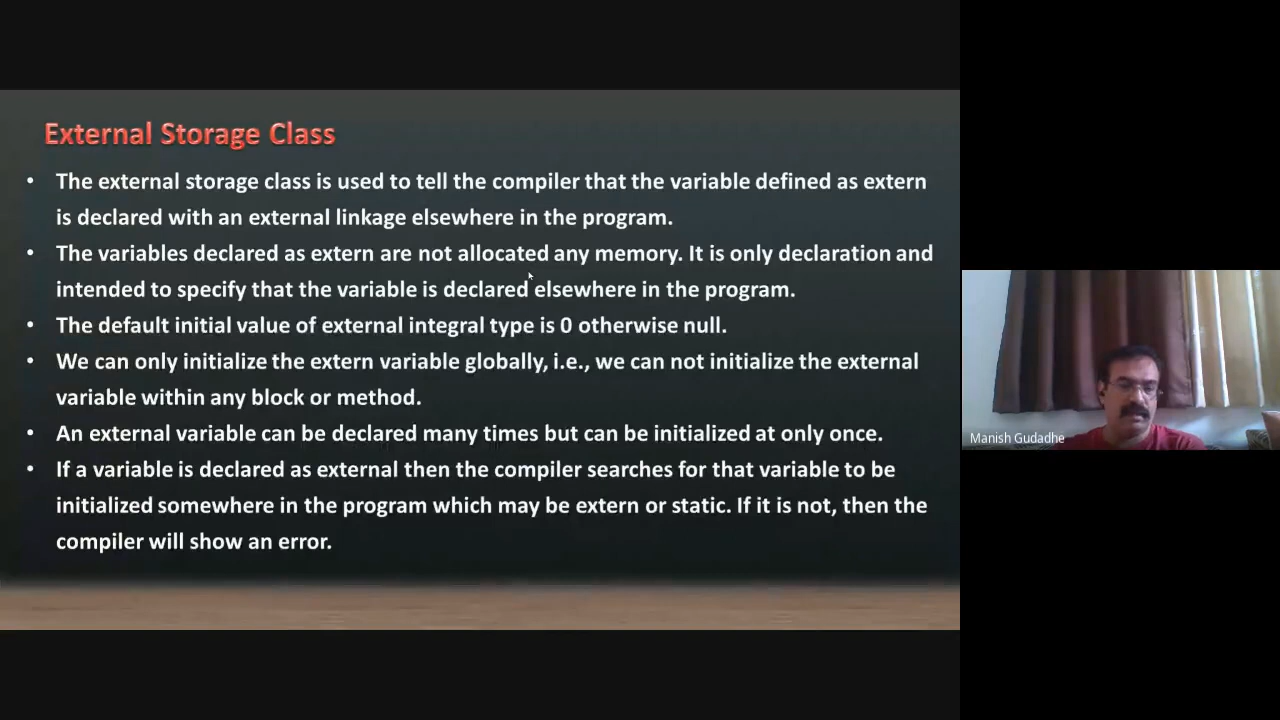 External Storage Class
• The external storage class is used to tell the compiler that the variable defined as extern
is declared with an external linkage elsewhere in the program.
• The variables declared as extern are not allocated any memory. It is only declaration and
intended to specify that the variable is declared elsewhere in the program.
• The default initial value of external integral type is 0 otherwise null.
• We can only initialize the extern variable globally, i.e., we can not initialize the external
variable within any block or method.
• An external variable can be declared many times but can be initialized at only once.
• If a variable is declared as external then the compiler searches for that variable to be
initialized somewhere in the program which may be extern or static. If it is not, then the
compiler will show an error.
Manish Gudadhe